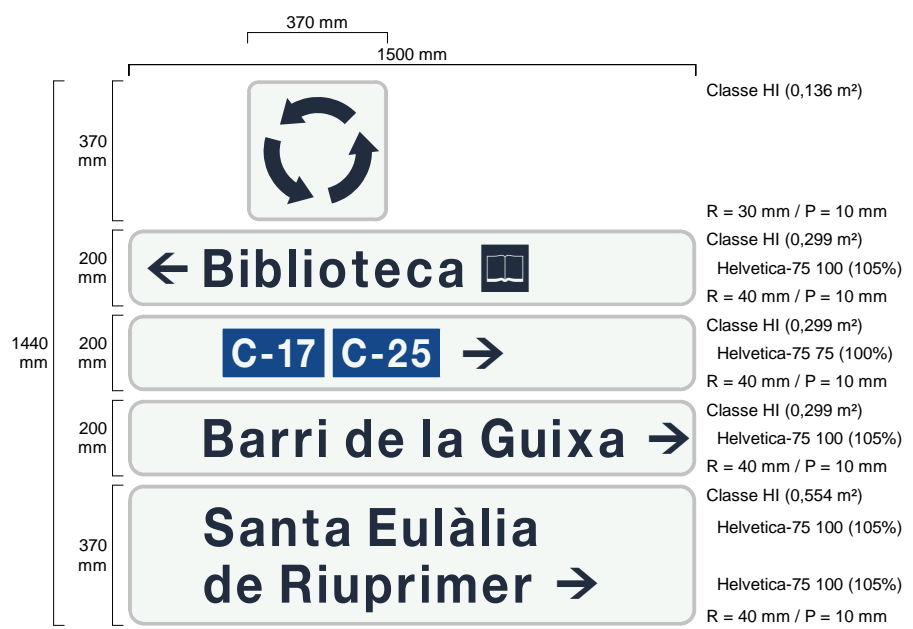 370 mm
1500 mm
Classe HI (0,136 m²)
370
mm
R = 30 mm / P = 10 mm
Classe HI (0,299 m²)
200
mm
Biblioteca
Helvetica-75 100 (105%)
R = 40 mm / P = 10 mm
Classe HI (0,299 m²)
1440
mm
200
mm
C-17 C-25
Helvetica-75 75 (100%)
R = 40 mm / P = 10 mm
Classe HI (0,299 m²)
200
mm
Barri de la Guixa
Helvetica-75 100 (105%)
R = 40 mm / P = 10 mm
Classe HI (0,554 m²)
370
mm
Santa Eulàlia
Helvetica-75 100 (105%)
de Riuprimer
Helvetica-75 100 (105%)
R = 40 mm / P = 10 mm